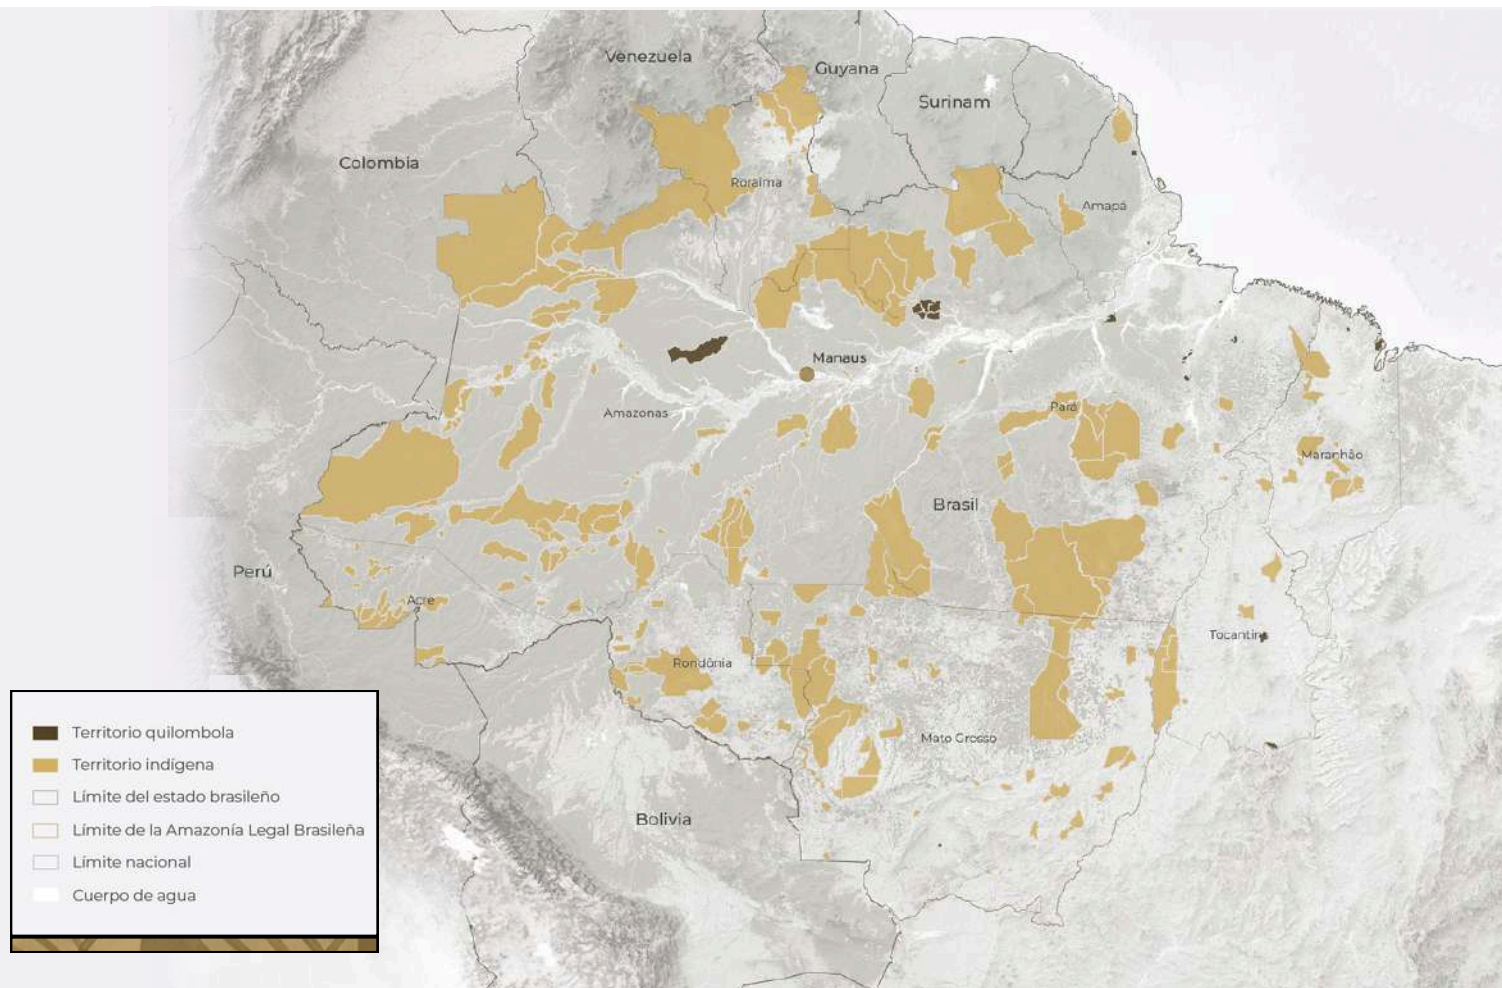 Venezuela
Guyana
Surinam
Colombia
Roraima
Amapá
Manaus
Amazonas
Pará
Maranhão
Brasil
Perú
Acre
Tocantins
Rondônia
Mato Grosso
Bolivia
Territorio quilombola
Territorio indígena
Límite del estado brasileño
Límite de la Amazonía Legal Brasileña
Límite nacional
Cuerpo de agua